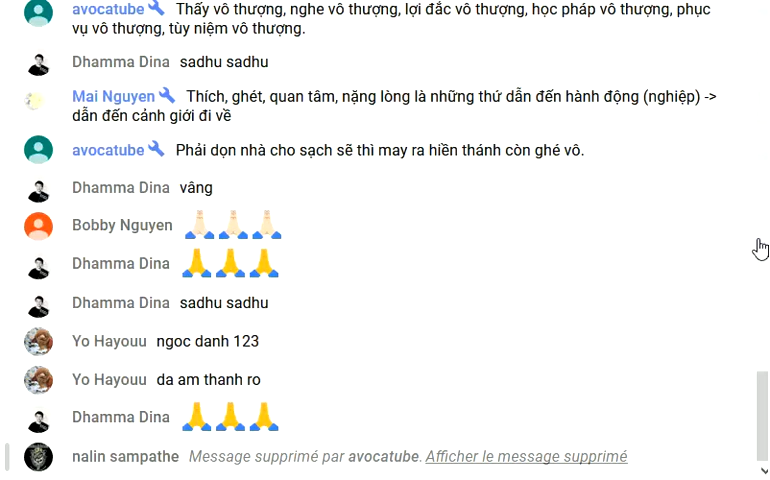 avocatube Thấy vô thượng, nghe vô thượng, lợi đắc vô thượng, học pháp vô thượng, phục
vụ vô thượng, tùy niệm vô thượng.
Dhamma Dina sadhu sadhu
Mai Nguyen Thích, ghét, quan tâm, nặng lòng là những thứ dẫn đến hành động (nghiệp) ->
dẫn đến cảnh giới đi về
avocatube Phải dọn nhà cho sạch sẽ thì may ra hiền thánh còn ghé vô.
Dhamma Dina vâng
Bobby Nguyen 🙏🏻🙏🏻🙏🏻
Dhamma Dina 🙏🙏🙏
Dhamma Dina sadhu sadhu
Yo Hayouu ngoc danh 123
Yo Hayouu da am thanh ro
Dhamma Dina 🙏🙏🙏
nalin sampathe Message supprimé par avocatube. Afficher le message supprimé